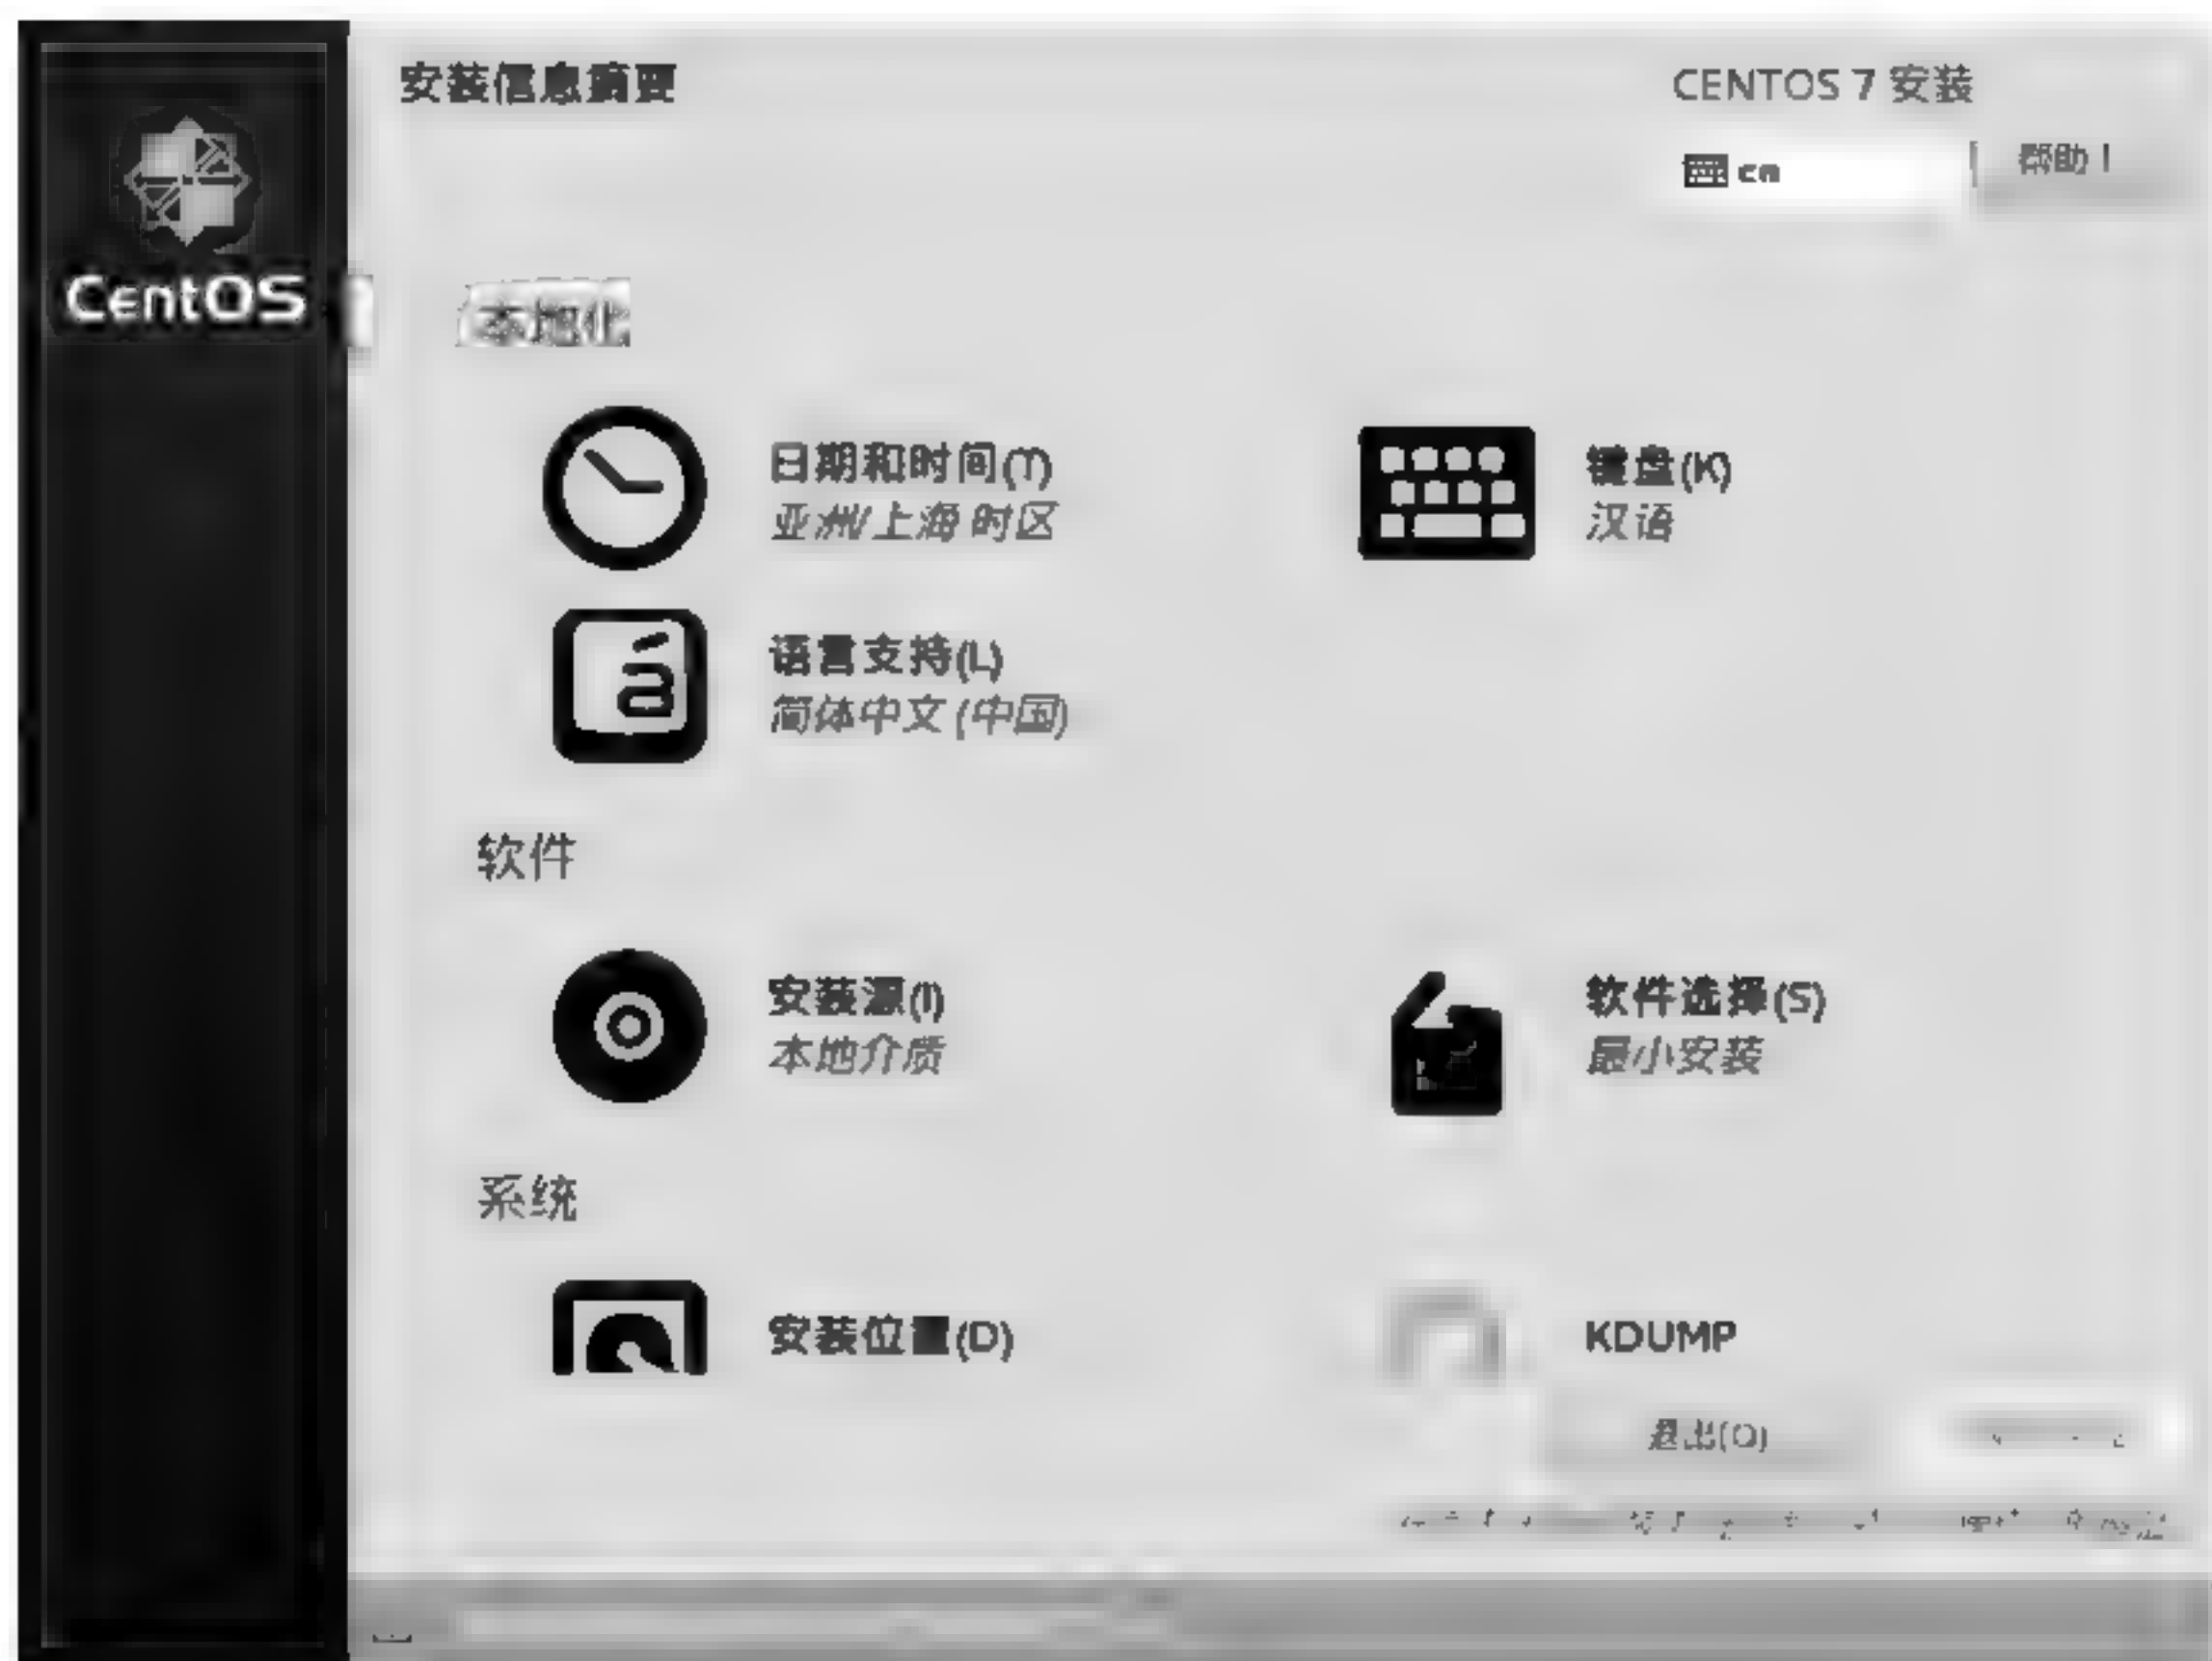 安装信息摘要
CENTOS 7 安装
cn
帮助！
CentOS
本地化
日期和时间(T)
亚洲/上海 时区
键盘(K)
汉语
语言支持(L)
简体中文 (中国)
软件
安装源(I)
本地介质
软件选择(S)
最小安装
系统
安装位置(D)
KDUMP
退出(Q)